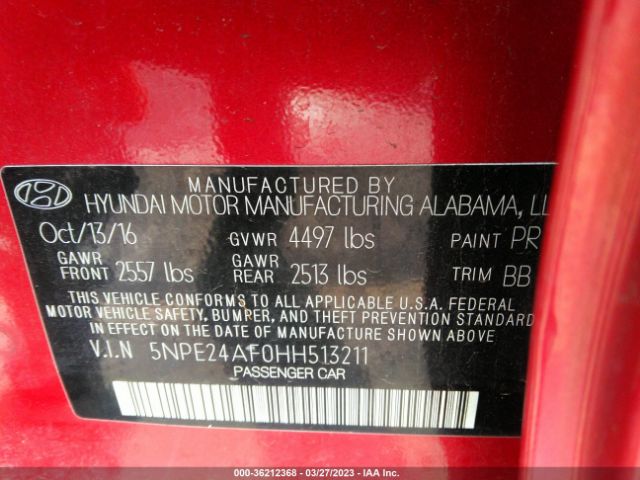 MANUFACTURED BY
HYUNDAI MOTOR MANUFACTURING ALABAMA, LL
Oct/13/16 GVWR 4497 lbs PAINT PR
GAWR FRONT 2557 lbs GAWR REAR 2513 lbs TRIM BB
THIS VEHICLE CONFORMS TO ALL APPLICABLE U.S.A. FEDERAL
MOTOR VEHICLE SAFETY, BUMPER, AND THEFT PREVENTION STANDARD
IN EFFECT ON THE DATE OF MANUFACTURE SHOWN ABOVE
V.I.N 5NPE24AF0HH513211
PASSENGER CAR
000-36212368 - 03/27/2023 - IAA Inc.